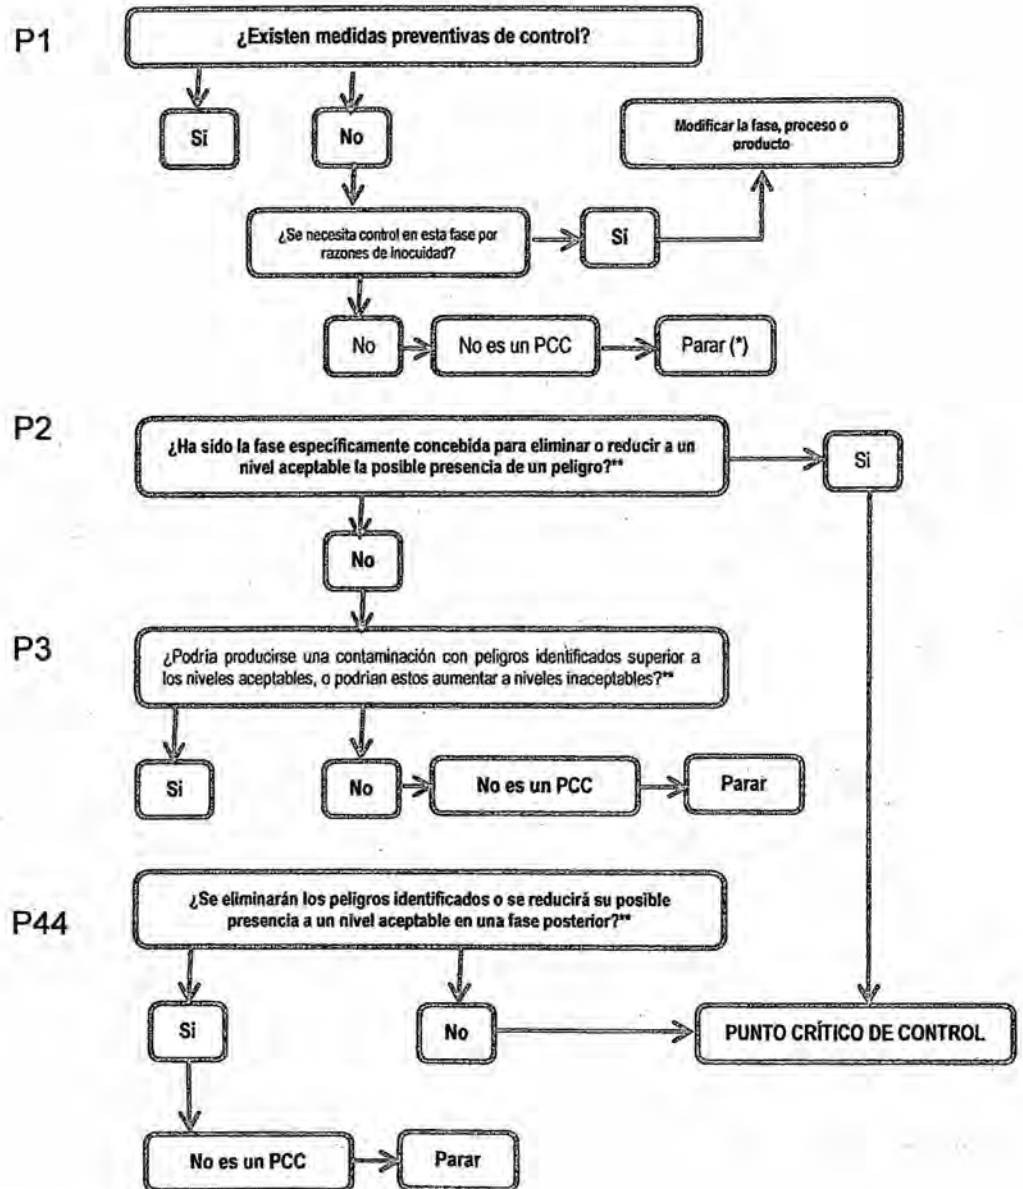 P1
¿Existen medidas preventivas de control?
Sí
No
Modificar la fase, proceso o
producto
¿Se necesita control en esta fase por
razones de inocuidad?
Sí
No
No es un PCC
Parar (*)
P2
¿Ha sido la fase específicamente concebida para eliminar o reducir a un
nivel aceptable la posible presencia de un peligro?**
Si
No
P3
¿Podría producirse una contaminación con peligros identificados superior a
los niveles aceptables, o podrian estos aumentar a niveles inaceptables?**
Si
No
No es un PCC
Parar
P44
¿Se eliminarán los peligros identificados o se reducirá su posible
presencia a un nivel aceptable en una fase posterior?**
Si
No
PUNTO CRÍTICO DE CONTROL
No es un PCC
Parar